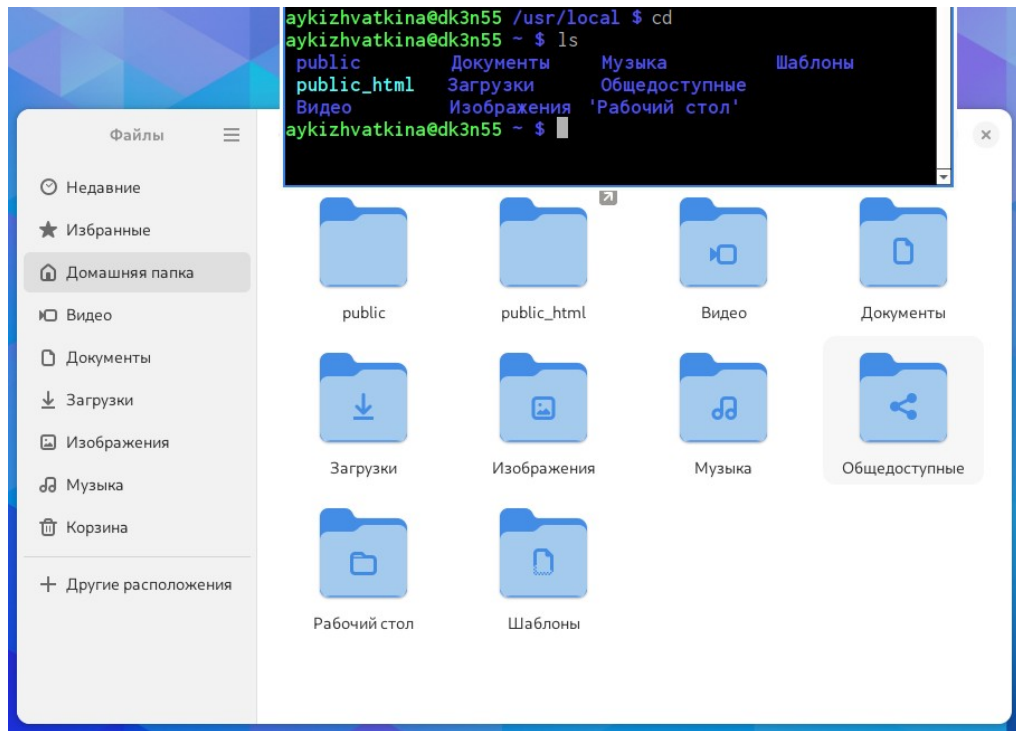 aykizhvatkina@dk3n55 /usr/local $ cd
aykizhvatkina@dk3n55 ~ $ ls
public Документы Музыка Шаблоны
public_html Загрузки Общедоступные
Видео Изображения 'Рабочий стол'
aykizhvatkina@dk3n55 ~ $
Файлы
Недавние
Избранные
Домашняя папка
Видео
Документы
Загрузки
Изображения
Музыка
Корзина
Другие расположения
public public_html Видео Документы
Загрузки Изображения Музыка Общедоступные
Рабочий стол Шаблоны